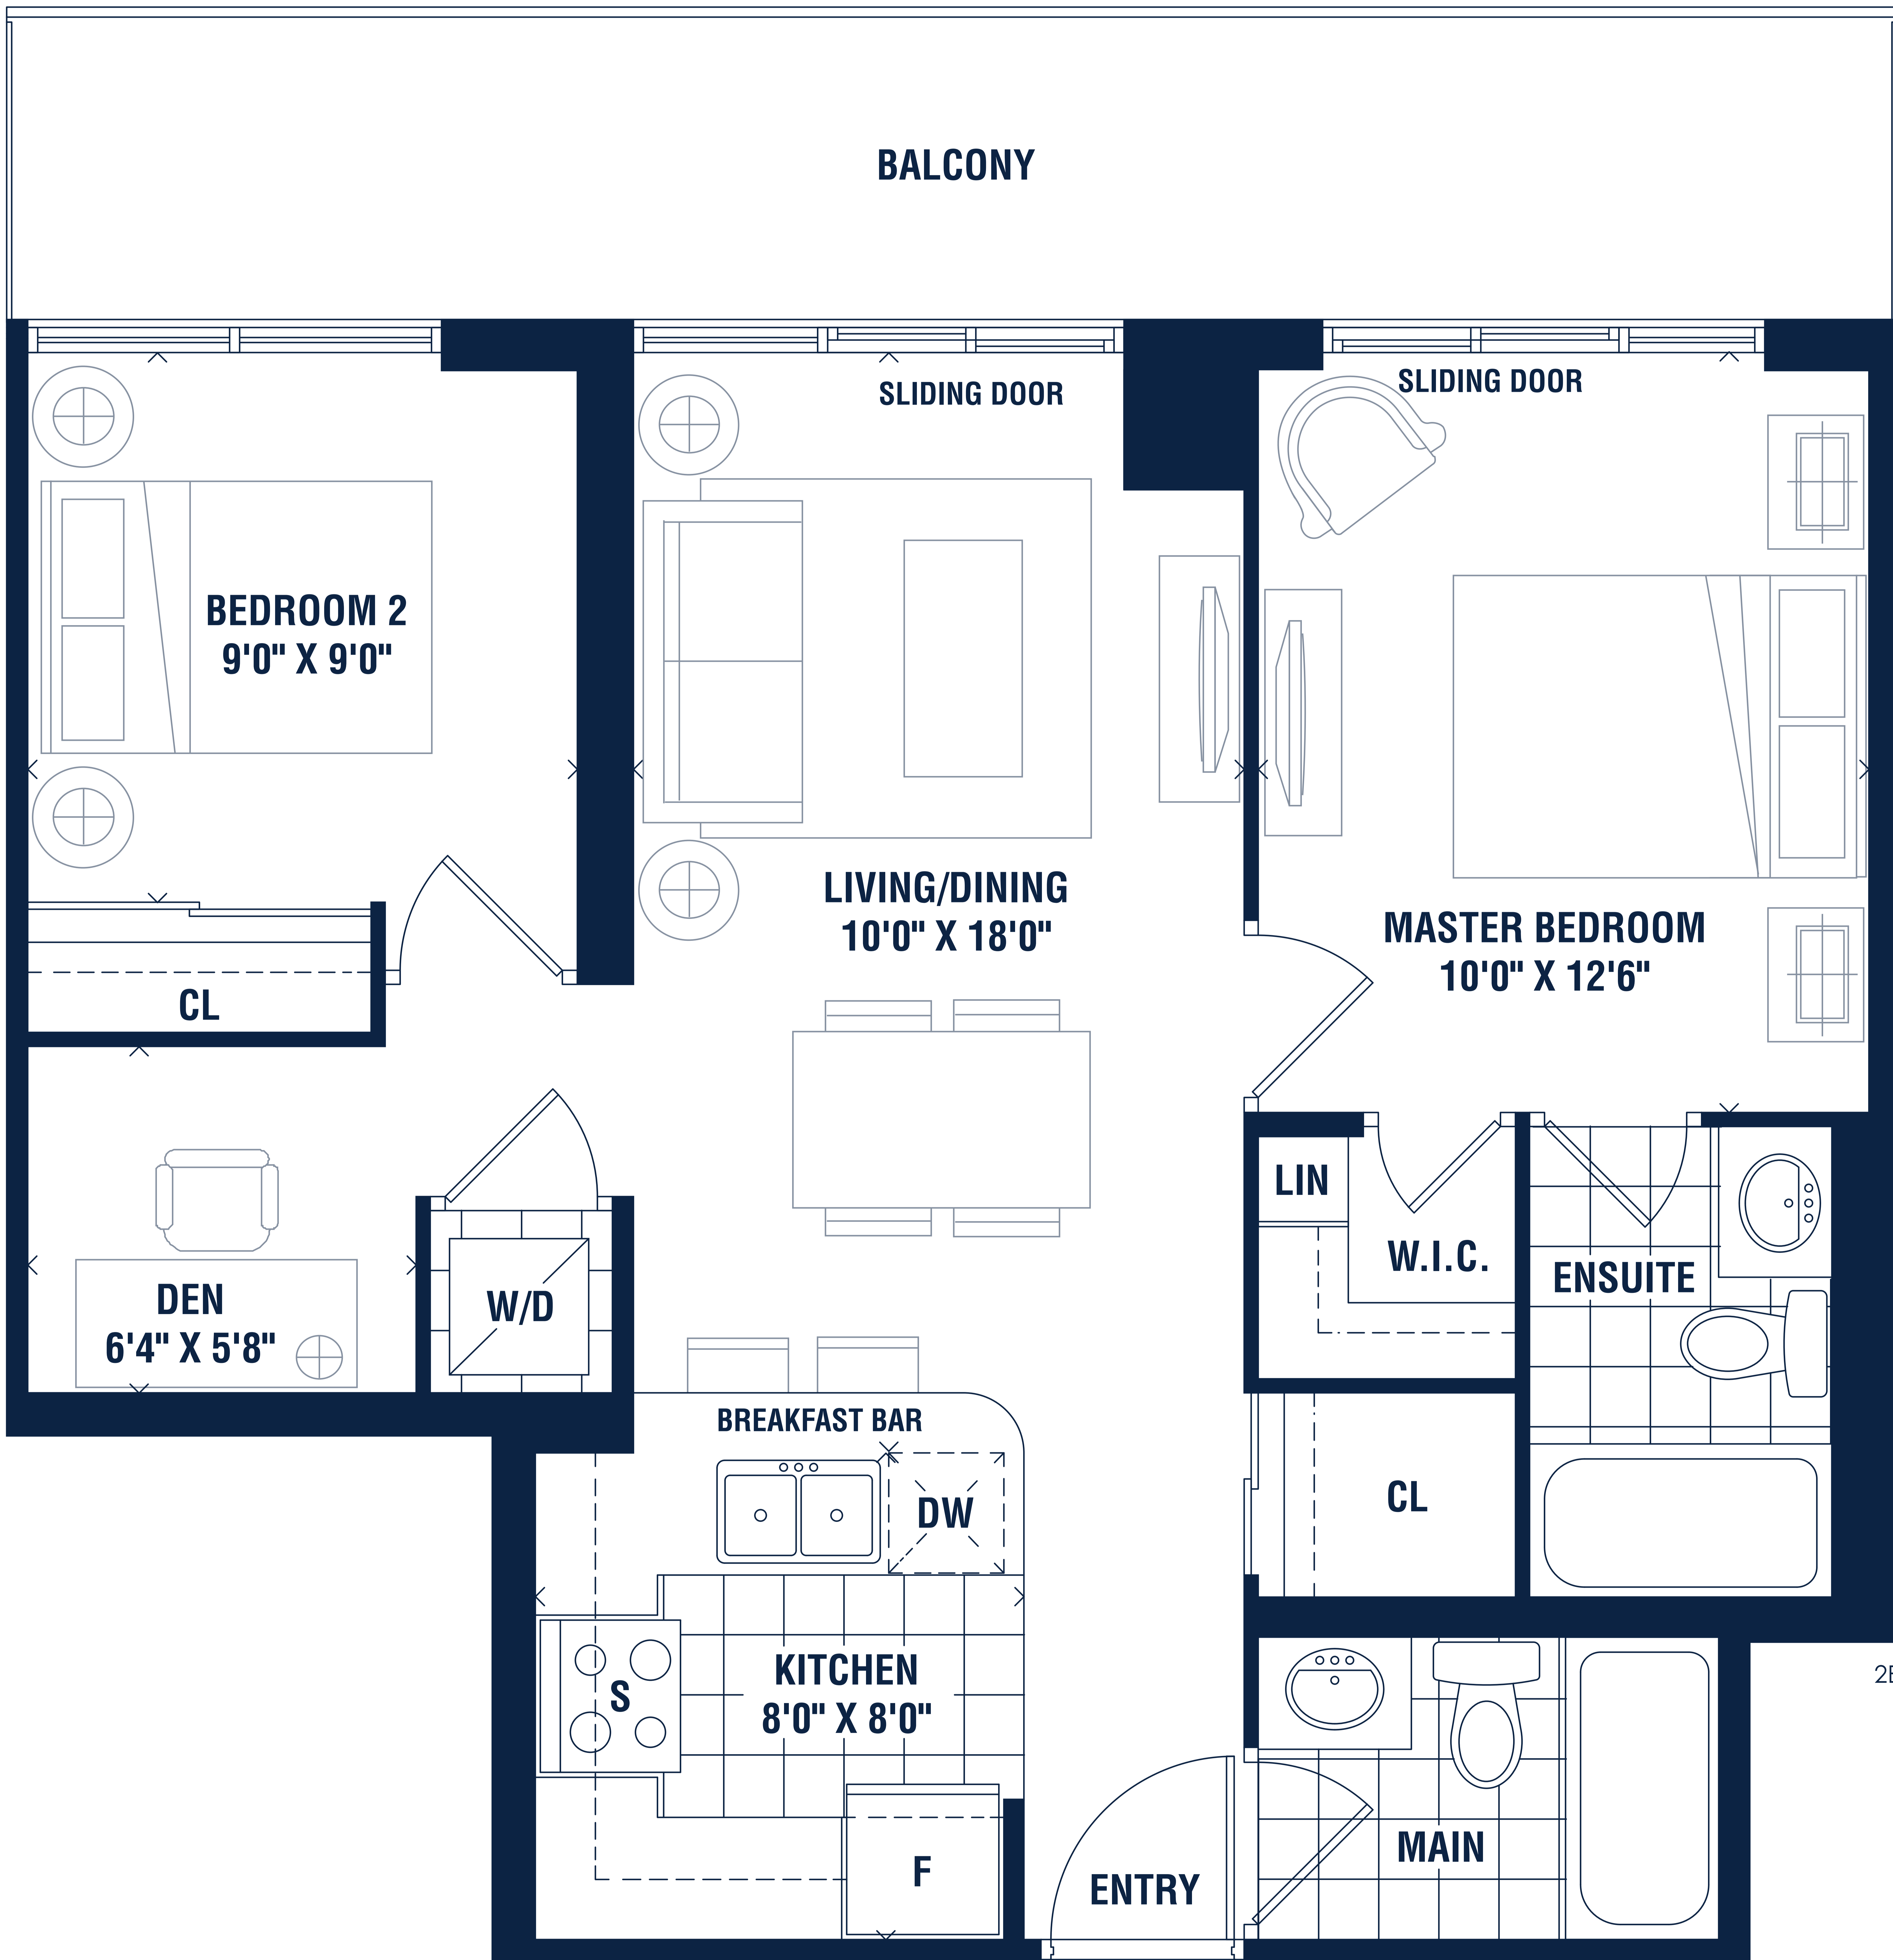 BALCONY
SLIDING DOOR
SLIDING DOOR
BEDROOM 2
9'0" X 9'0"
LIVING/DINING
10'0" X 18'0"
MASTER BEDROOM
10'0" X 12'6"
CL
LIN
W.I.C.
ENSUITE
DEN
6'4" X 5'8"
W/D
BREAKFAST BAR
DW
CL
KITCHEN
8'0" X 8'0"
S
F
ENTRY
MAIN